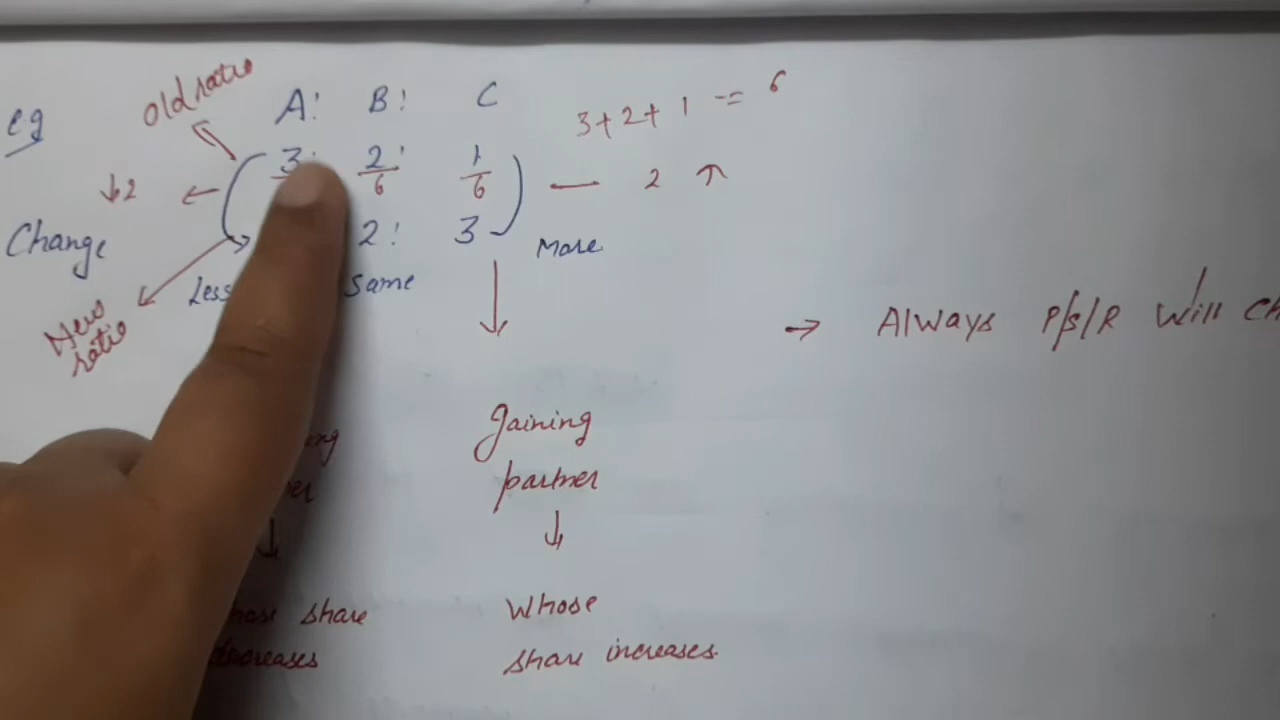 eg
Old ratio
A: B: C
3+2+1 = 6
3: 2: 1
6 6
↓2 ← — 2 ↑
Change
2: 3
Less Same More
New ratio
→ Always P/S/R Will
Gaining
partner
↓ ↓
share Whose
decreases share increases.